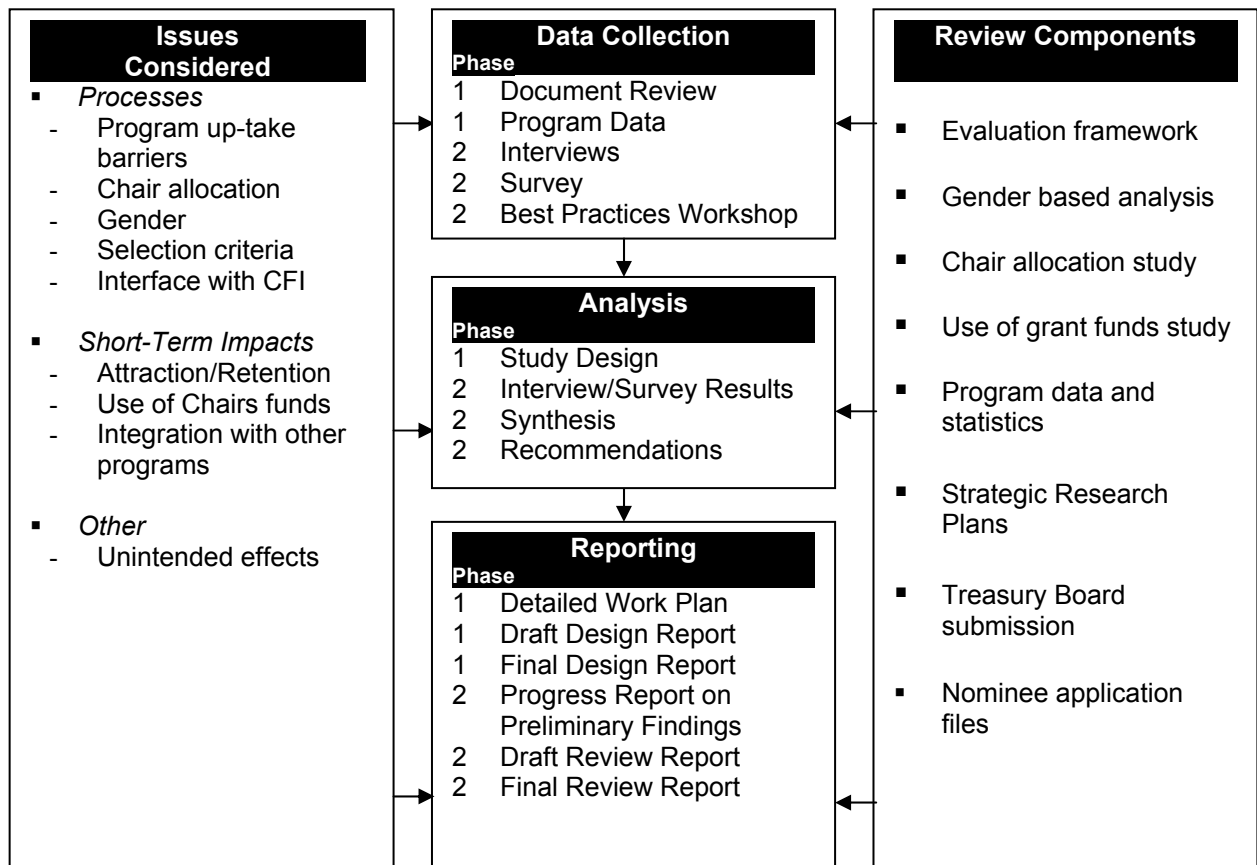 Issues
Considered
▪ Processes
- Program up-take
barriers
- Chair allocation
- Gender
- Selection criteria
- Interface with CFI
▪ Short-Term Impacts
- Attraction/Retention
- Use of Chairs funds
- Integration with other
programs
▪ Other
- Unintended effects
Data Collection
Phase
1 Document Review
1 Program Data
2 Interviews
2 Survey
2 Best Practices Workshop
Analysis
Phase
1 Study Design
2 Interview/Survey Results
2 Synthesis
2 Recommendations
Reporting
Phase
1 Detailed Work Plan
1 Draft Design Report
1 Final Design Report
2 Progress Report on
Preliminary Findings
2 Draft Review Report
2 Final Review Report
Review Components
▪ Evaluation framework
▪ Gender based analysis
▪ Chair allocation study
▪ Use of grant funds study
▪ Program data and
statistics
▪ Strategic Research
Plans
▪ Treasury Board
submission
▪ Nominee application
files